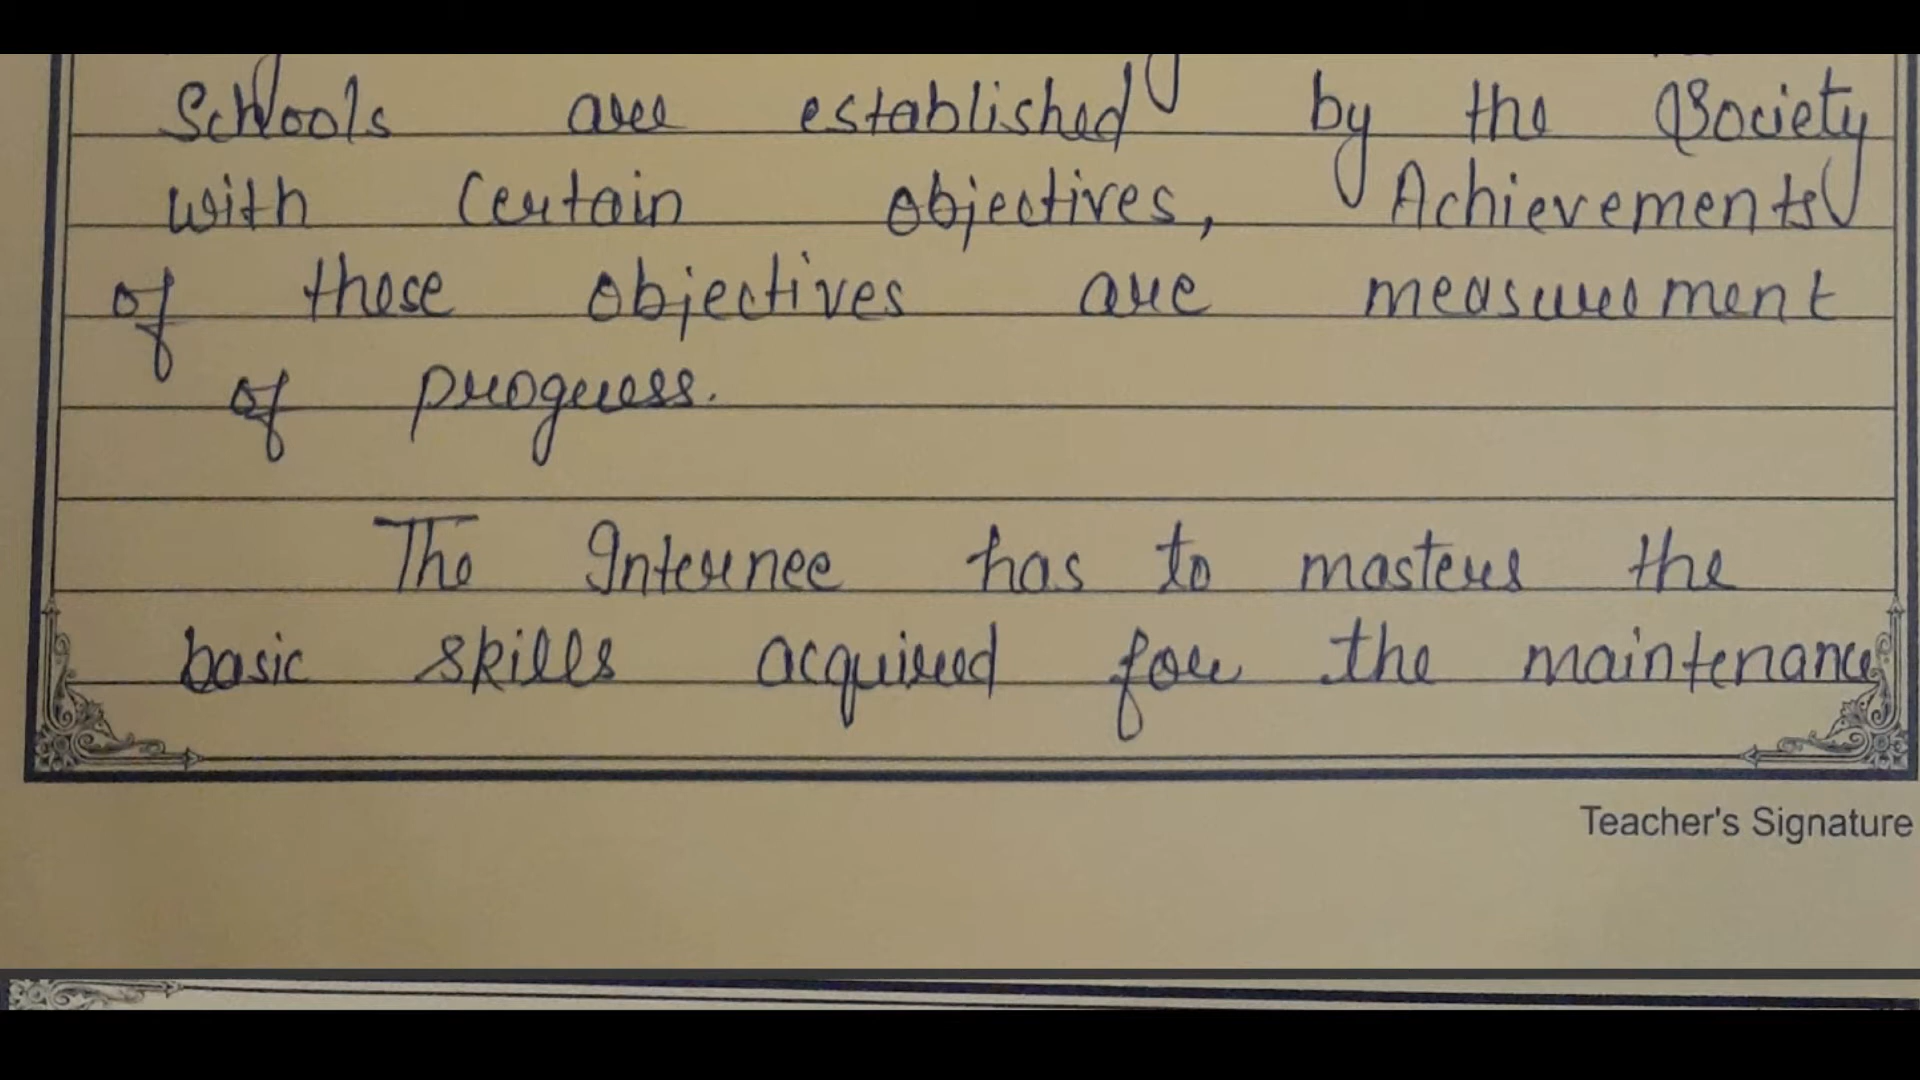 Schools are established by the Society
with certain objectives, Achievements
of these objectives are measurement
of progress.
The Internee has to masters the
basic skills acquired for the maintenance
Teacher's Signature